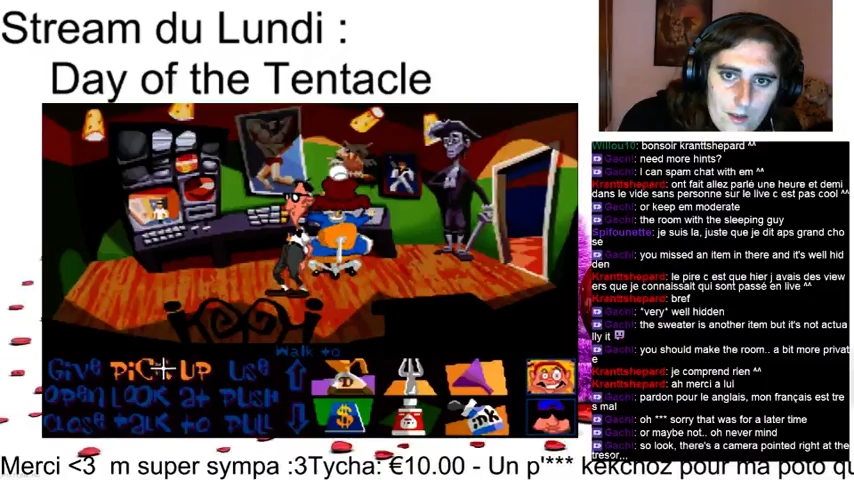 Stream du Lundi :
Day of the Tentacle
Willou10: bonsoir kranttshepard ^^
Gachi: need more hints?
Gachi: I can spam chat with em ^^
Kranttshepard: ont fait allez parlé une heure et demi
dans le vide sans personne sur le live c est pas cool ^^
Gachi: or keep em moderate
Gachi: the room with the sleeping guy
Spifounette: je suis la, juste que je dit aps grand cho
se
Gachi: you missed an item in there and it's well hid
den
Kranttshepard: le pire c est que hier j avais des view
ers que je connaissait qui sont passé en live ^^
Kranttshepard: bref
Gachi: *very* well hidden
Gachi: the sweater is another item but it's not actua
lly it
Gachi: you should make the room.. a bit more privat
e
Kranttshepard: je comprend rien ^^
Kranttshepard: ah merci a lul
Gachi: pardon pour le anglais, mon français est tre
s mal
Gachi: oh *** sorry that was for a later time
Gachi: or maybe not.. oh never mind
Gachi: so look, there's a camera pointed right at the
tresor...
Walk to
Give Pick up Use
Open Look at Push
Close Talk to Pull
D
$
ink
Merci <3 m super sympa :3Tycha: €10.00 - Un p'*** kekchoz pour ma poto qu